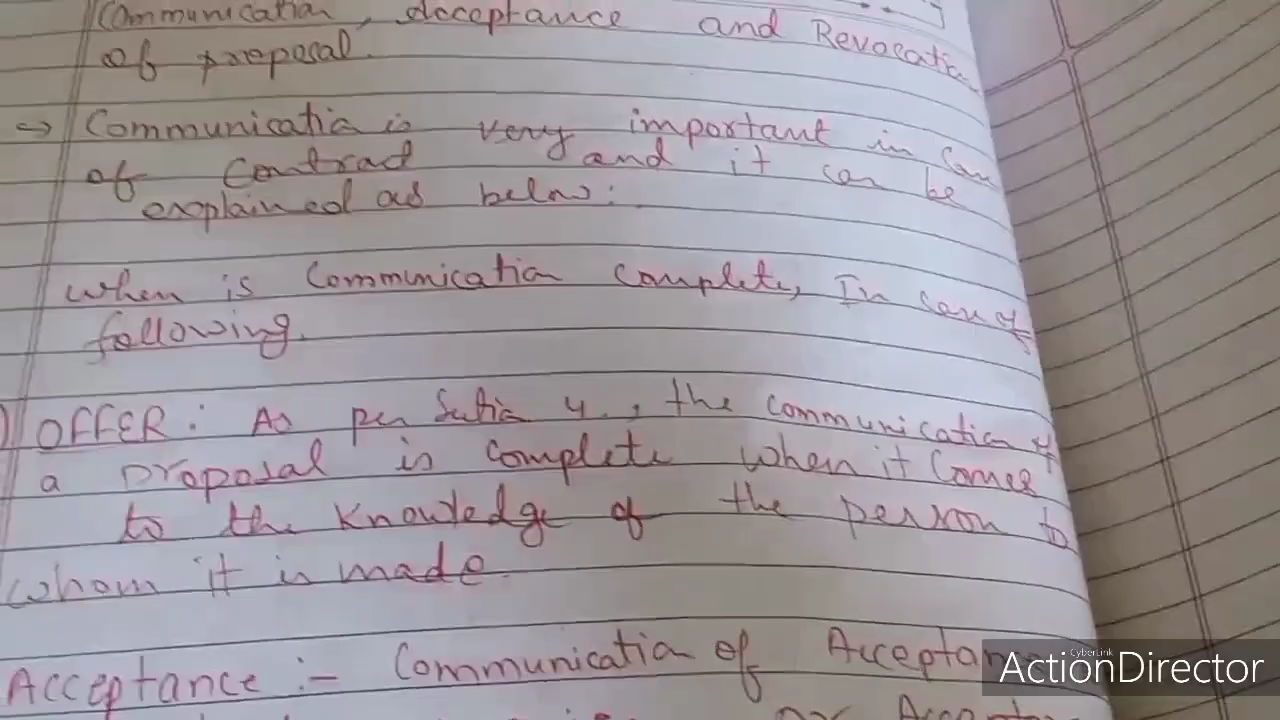 Communication, acceptance and Revocation
of proposal.
→ Communicatio is very important in Case
of Contract and it can be
explained as below:
when is Communication complete, In case of
following.
) OFFER: As per Section 4., the communication of
a Proposal is complete when it Comes
to the Knowledge of the person to
whom it is made.
Acceptance :- Communication of Acceptan
CyberLink
ActionDirector